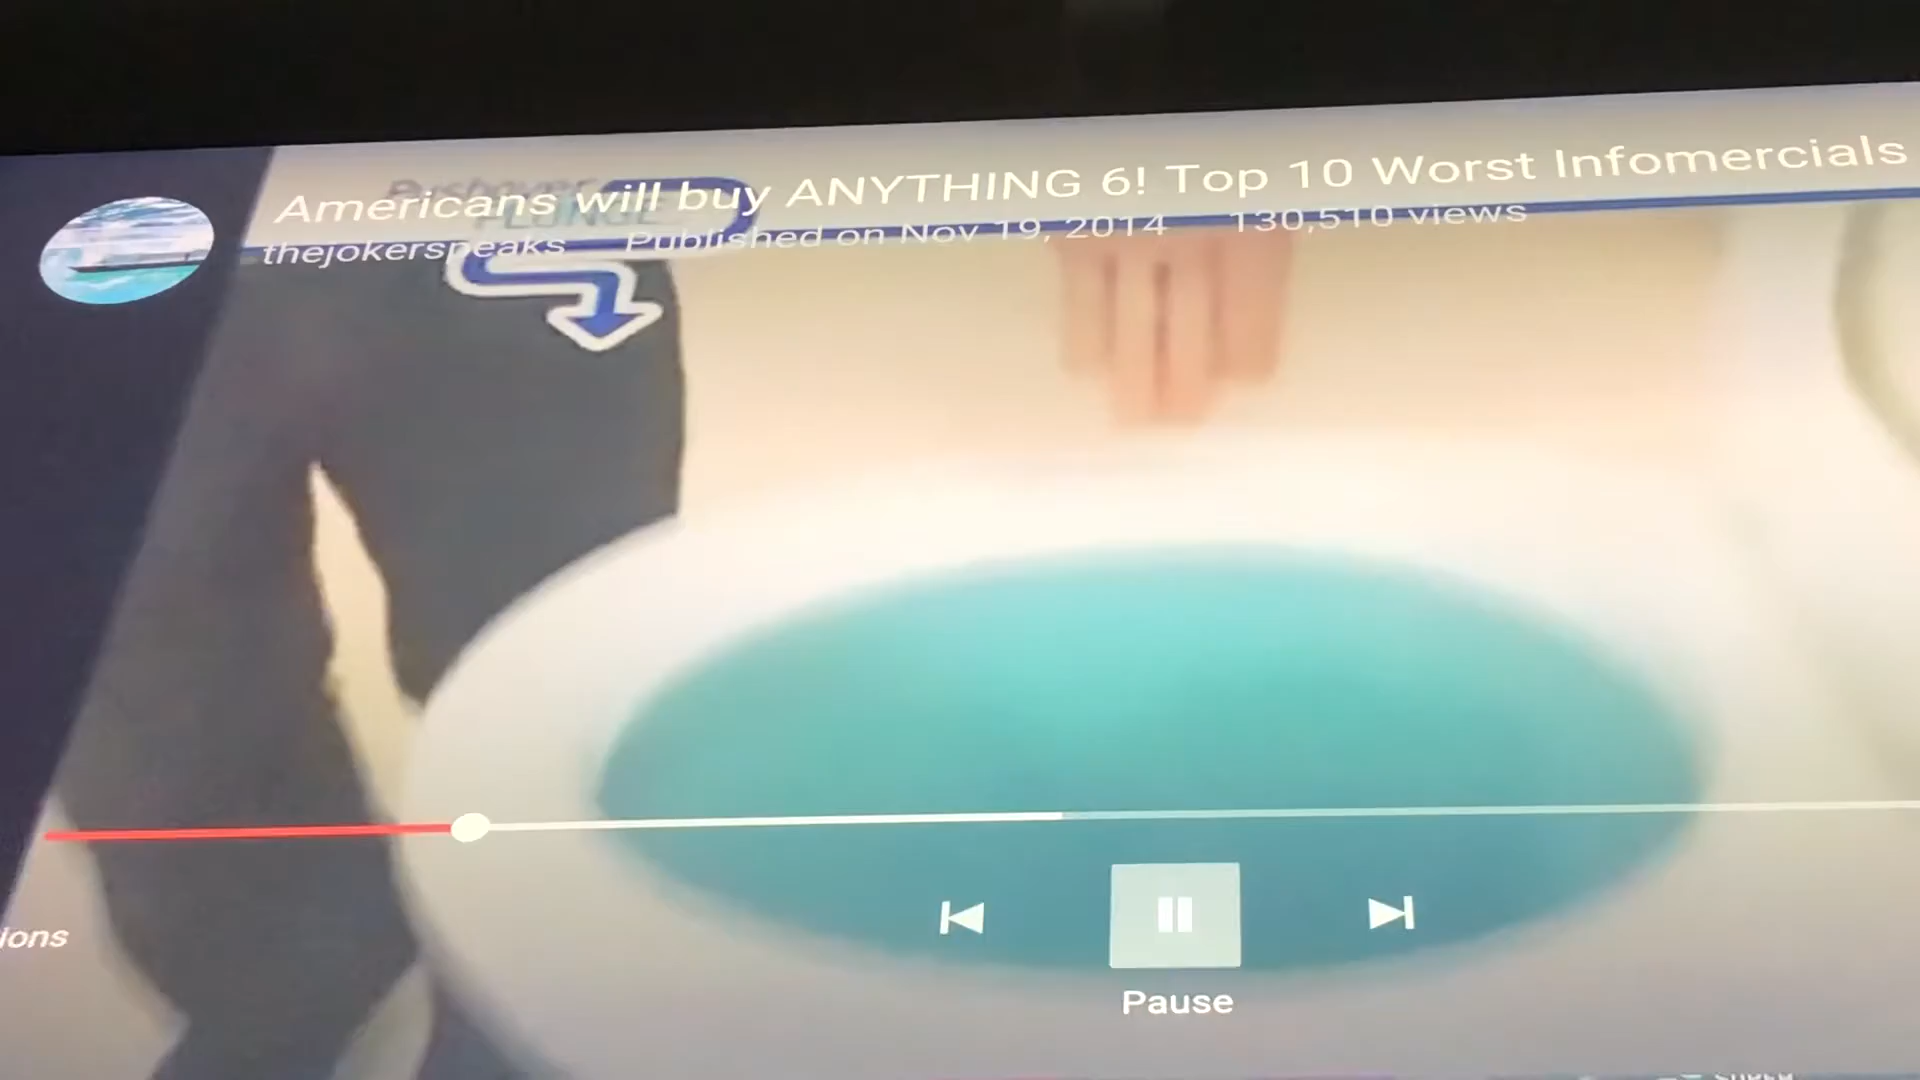 Americans will buy ANYTHING 6! Top 10 Worst Infomercials
thejokerspeaks Published on Nov 19, 2014 130,510 views
PLUNGE
ions
Pause